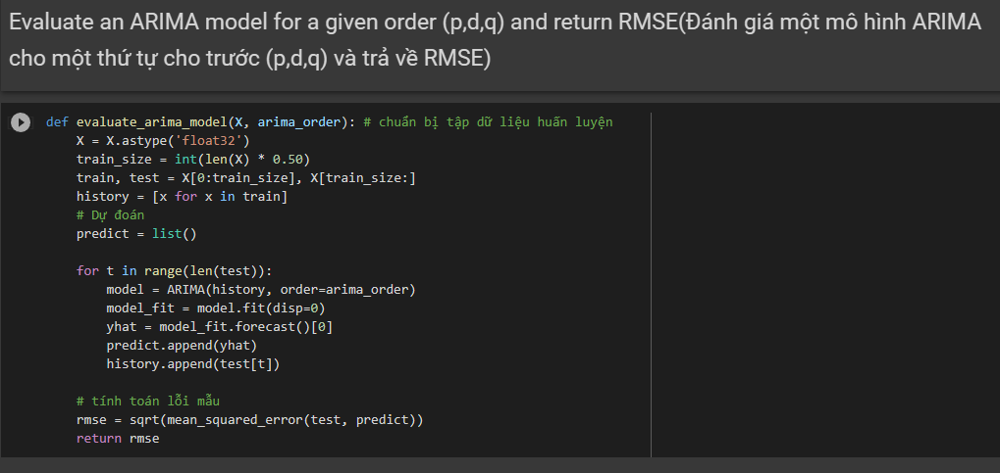 Evaluate an ARIMA model for a given order (p,d,q) and return RMSE(Đánh giá một mô hình ARIMA
cho một thứ tự cho trước (p,d,q) và trả về RMSE)
def evaluate_arima_model(X, arima_order): # chuẩn bị tập dữ liệu huấn luyện
    X = X.astype('float32')
    train_size = int(len(X) * 0.50)
    train, test = X[0:train_size], X[train_size:]
    history = [x for x in train]
    # Dự đoán
    predict = list()
    for t in range(len(test)):
        model = ARIMA(history, order=arima_order)
        model_fit = model.fit(disp=0)
        yhat = model_fit.forecast()[0]
        predict.append(yhat)
        history.append(test[t])
    # tính toán lỗi mẫu
    rmse = sqrt(mean_squared_error(test, predict))
    return rmse